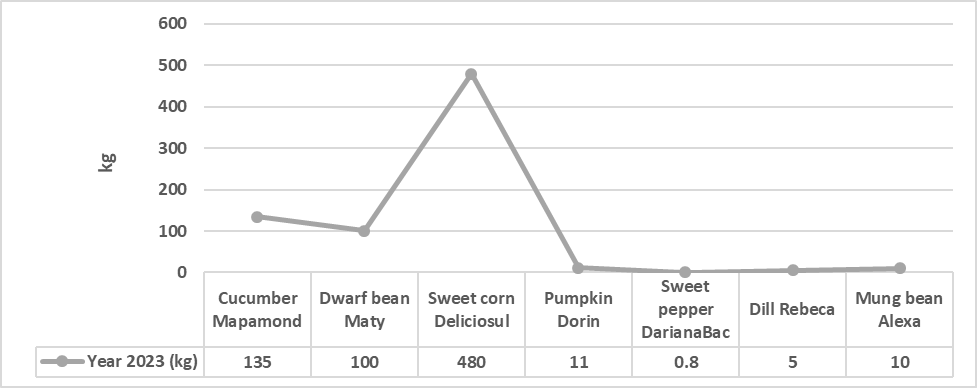 600
500
400
300
200
100
0
kg
Cucumber Mapamond
Dwarf bean Maty
Sweet corn Deliciosul
Pumpkin Dorin
Sweet pepper DarianaBac
Dill Rebeca
Mung bean Alexa
Year 2023 (kg) 135 100 480 11 0.8 5 10